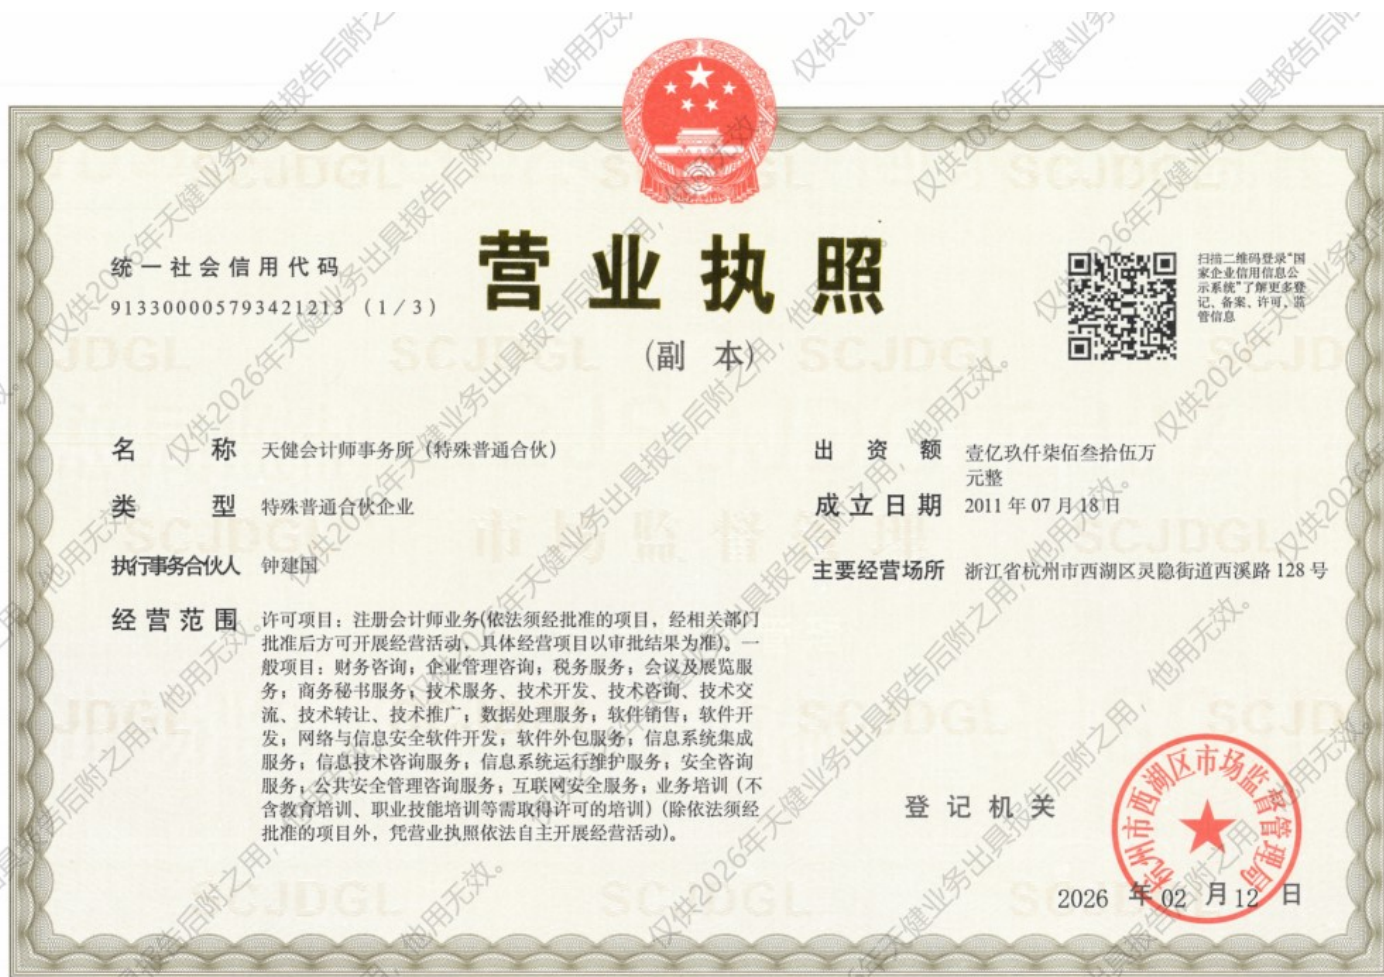 营业执照
(副 本)
统一社会信用代码
913300005793421213 (1/3)
扫描二维码登录“国
家企业信用信息公
示系统”了解更多登
记、备案、许可、监
管信息
名 称 天健会计师事务所（特殊普通合伙）
类 型 特殊普通合伙企业
执行事务合伙人 钟建国
经营范围 许可项目：注册会计师业务(依法须经批准的项目，经相关部门
批准后方可开展经营活动，具体经营项目以审批结果为准)。一
般项目：财务咨询；企业管理咨询；税务服务；会议及展览服
务；商务秘书服务；技术服务、技术开发、技术咨询、技术交
流、技术转让、技术推广；数据处理服务；软件销售；软件开
发；网络与信息安全软件开发；软件外包服务；信息系统集成
服务；信息技术咨询服务；信息系统运行维护服务；安全咨询
服务；公共安全管理咨询服务；互联网安全服务；业务培训（不
含教育培训、职业技能培训等需取得许可的培训）(除依法须经
批准的项目外，凭营业执照依法自主开展经营活动)。
出 资 额 壹亿玖仟柒佰叁拾伍万
元整
成立日期 2011年07月18日
主要经营场所 浙江省杭州市西湖区灵隐街道西溪路128号
登记机关
杭州市西湖区市场监督管理局
2026 年 02 月 12 日
仅供2026年天健业务出具报告后附之用，他用无效。
SCJDGL
市场监督管理